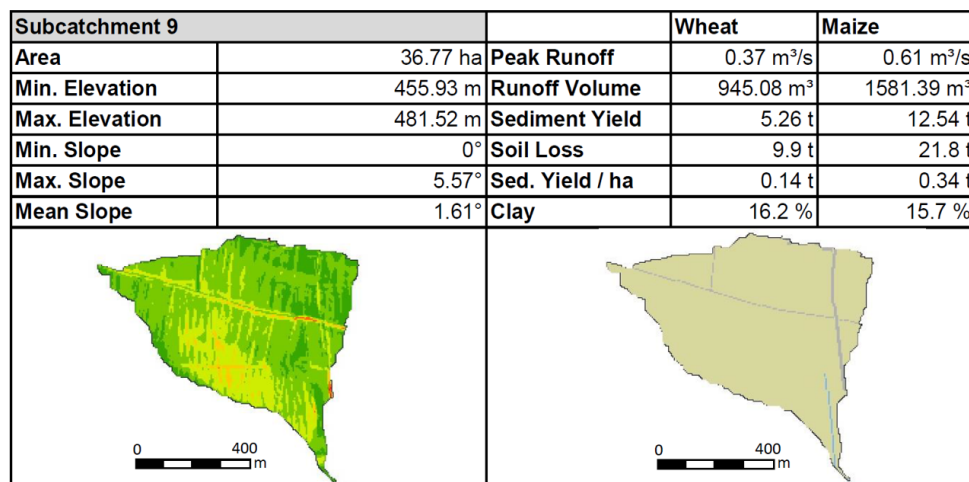 Subcatchment 9 Wheat Maize
Area 36.77 ha Peak Runoff 0.37 m³/s 0.61 m³/s
Min. Elevation 455.93 m Runoff Volume 945.08 m³ 1581.39 m³
Max. Elevation 481.52 m Sediment Yield 5.26 t 12.54 t
Min. Slope 0° Soil Loss 9.9 t 21.8 t
Max. Slope 5.57° Sed. Yield / ha 0.14 t 0.34 t
Mean Slope 1.61° Clay 16.2 % 15.7 %
0 400 m
0 400 m